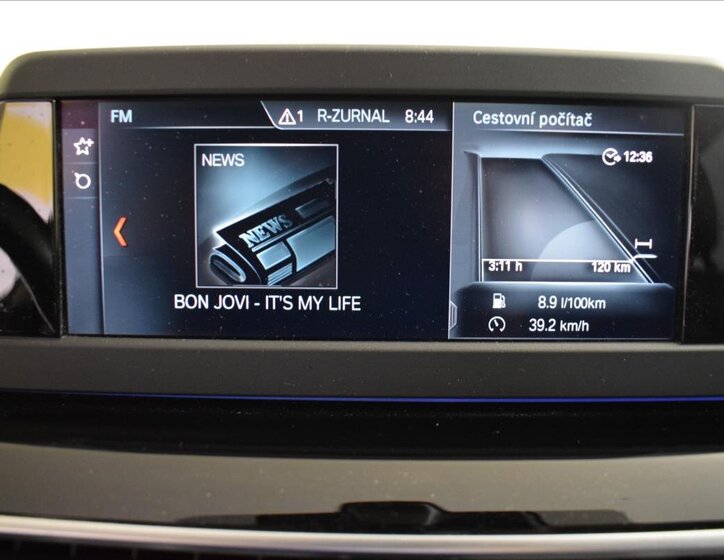 FM
1 R-ZURNAL 8:44
NEWS
NEWS
BON JOVI - IT'S MY LIFE
Cestovní počítač
12:36
3:11 h 120 km
8.9 l/100km
39.2 km/h